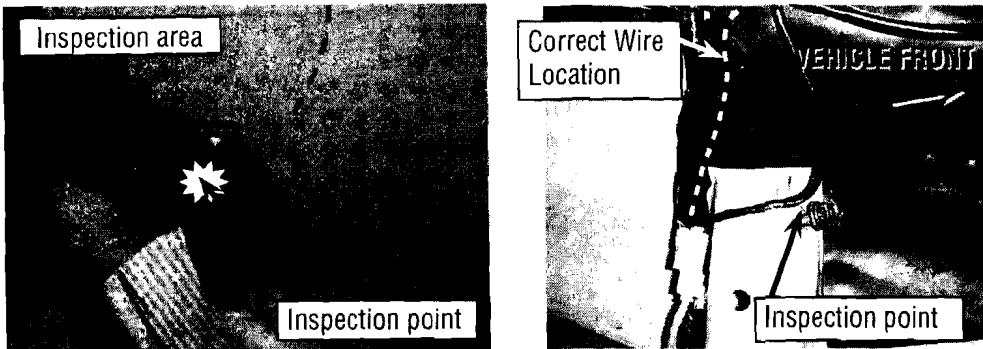 Inspection area
Inspection point
Correct Wire
Location
VEHICLE FRONT
Inspection point